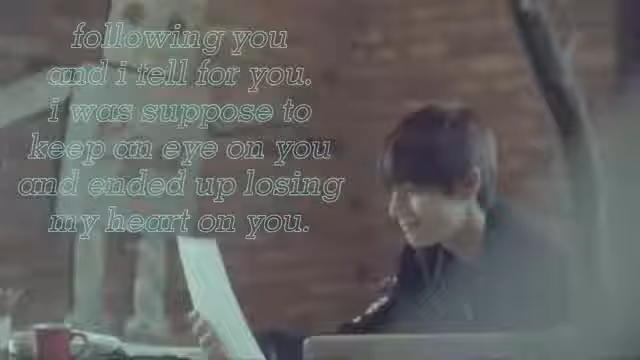 following you
and i tell for you.
i was suppose to
keep an eye on you
and ended up losing
my heart on you.